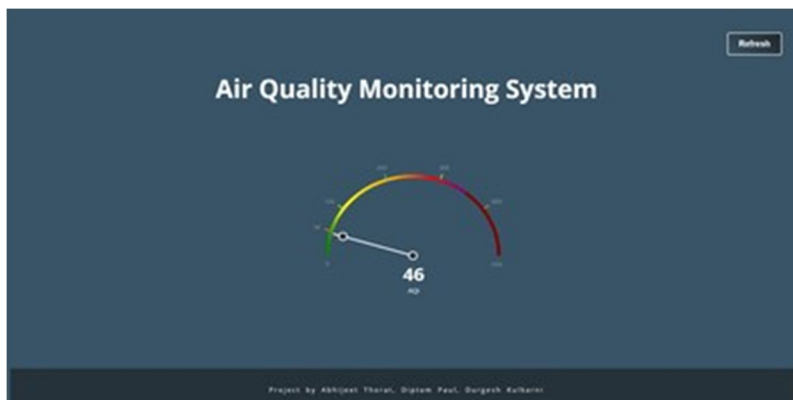 Refresh
Air Quality Monitoring System
46
AQI
Project by Abhijeet Thorat, Diptam Paul, Durgesh Kulkarni